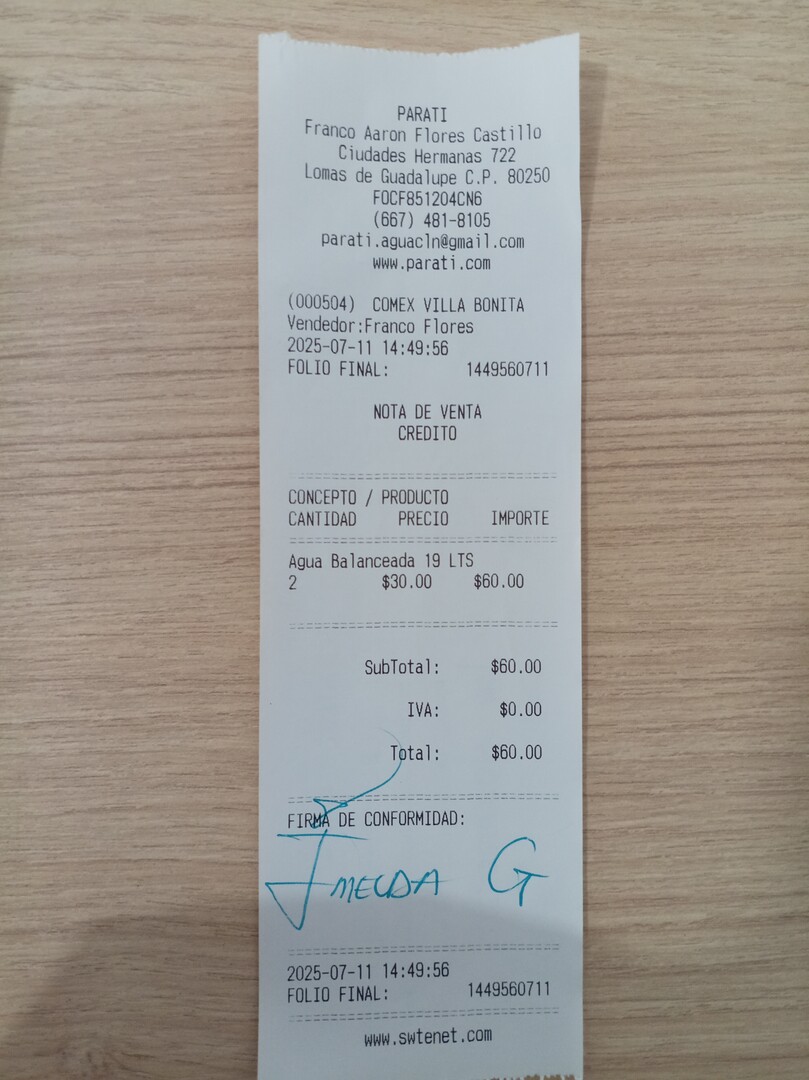 PARATI
Franco Aaron Flores Castillo
Ciudades Hermanas 722
Lomas de Guadalupe C.P. 80250
FOCF851204CN6
(667) 481-8105
parati.aguacln@gmail.com
www.parati.com
(000504) COMEX VILLA BONITA
Vendedor:Franco Flores
2025-07-11 14:49:56
FOLIO FINAL: 1449560711
NOTA DE VENTA
CREDITO
CONCEPTO / PRODUCTO
CANTIDAD PRECIO IMPORTE
Agua Balanceada 19 LTS
2 $30.00 $60.00
SubTotal: $60.00
IVA: $0.00
Total: $60.00
FIRMA DE CONFORMIDAD:
IMELDA G
2025-07-11 14:49:56
FOLIO FINAL: 1449560711
www.swtenet.com